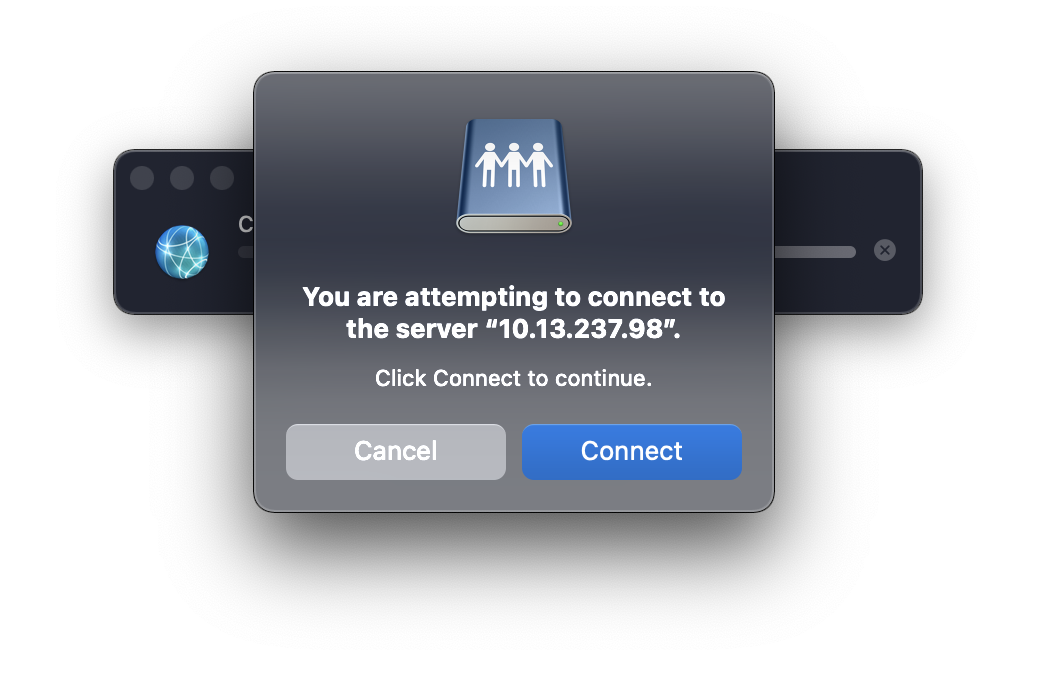 C
You are attempting to connect to
the server “10.13.237.98”.
Click Connect to continue.
Cancel
Connect